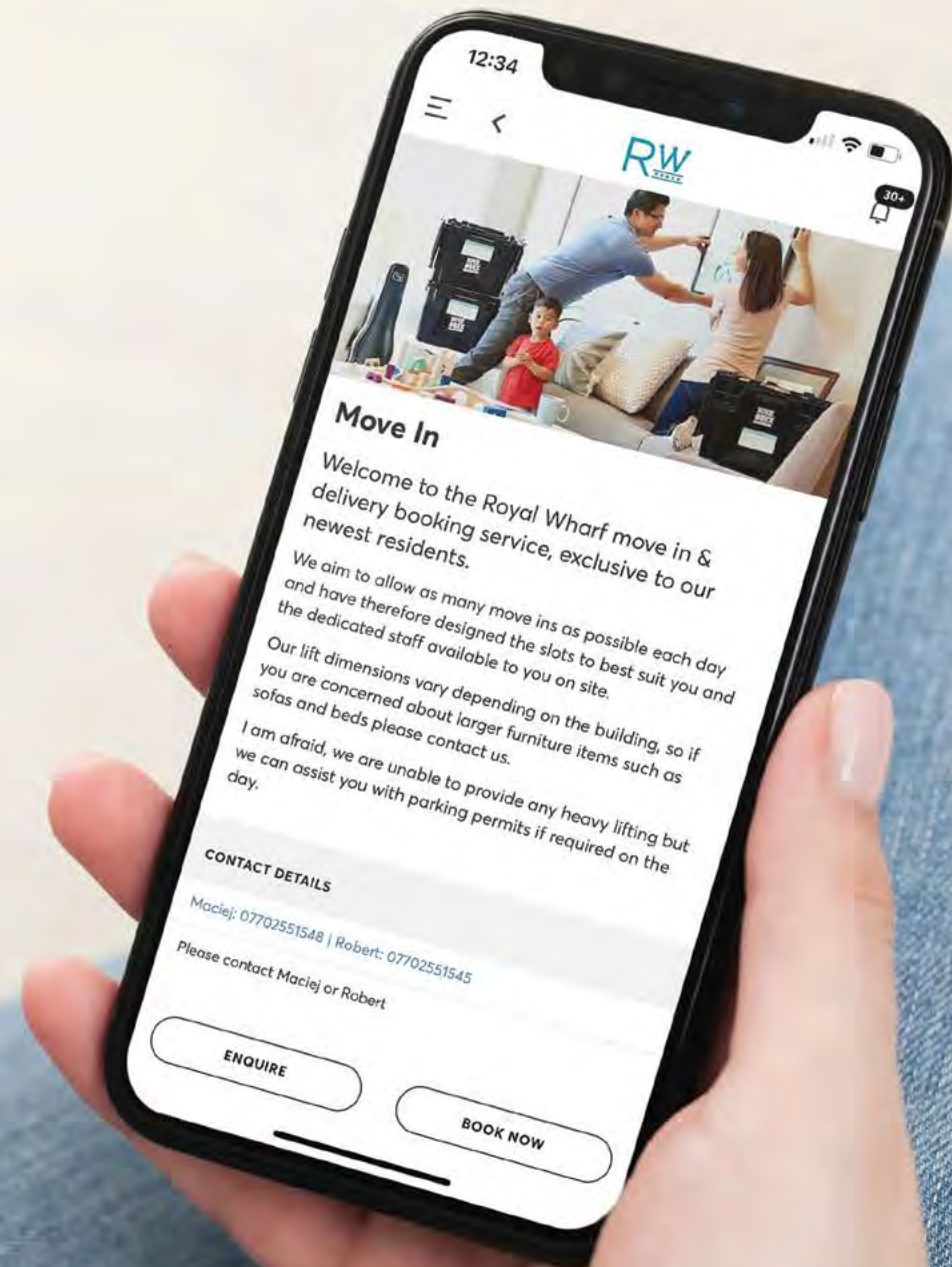 12:34
RW
30+
Move In
Welcome to the Royal Wharf move in &
delivery booking service, exclusive to our
newest residents.
We aim to allow as many move ins as possible each day
and have therefore designed the slots to best suit you and
the dedicated staff available to you on site.
Our lift dimensions vary depending on the building, so if
you are concerned about larger furniture items such as
sofas and beds please contact us.
I am afraid, we are unable to provide any heavy lifting but
we can assist you with parking permits if required on the
day.
CONTACT DETAILS
Maciej: 07702551548 | Robert: 07702551545
Please contact Maciej or Robert
ENQUIRE
BOOK NOW